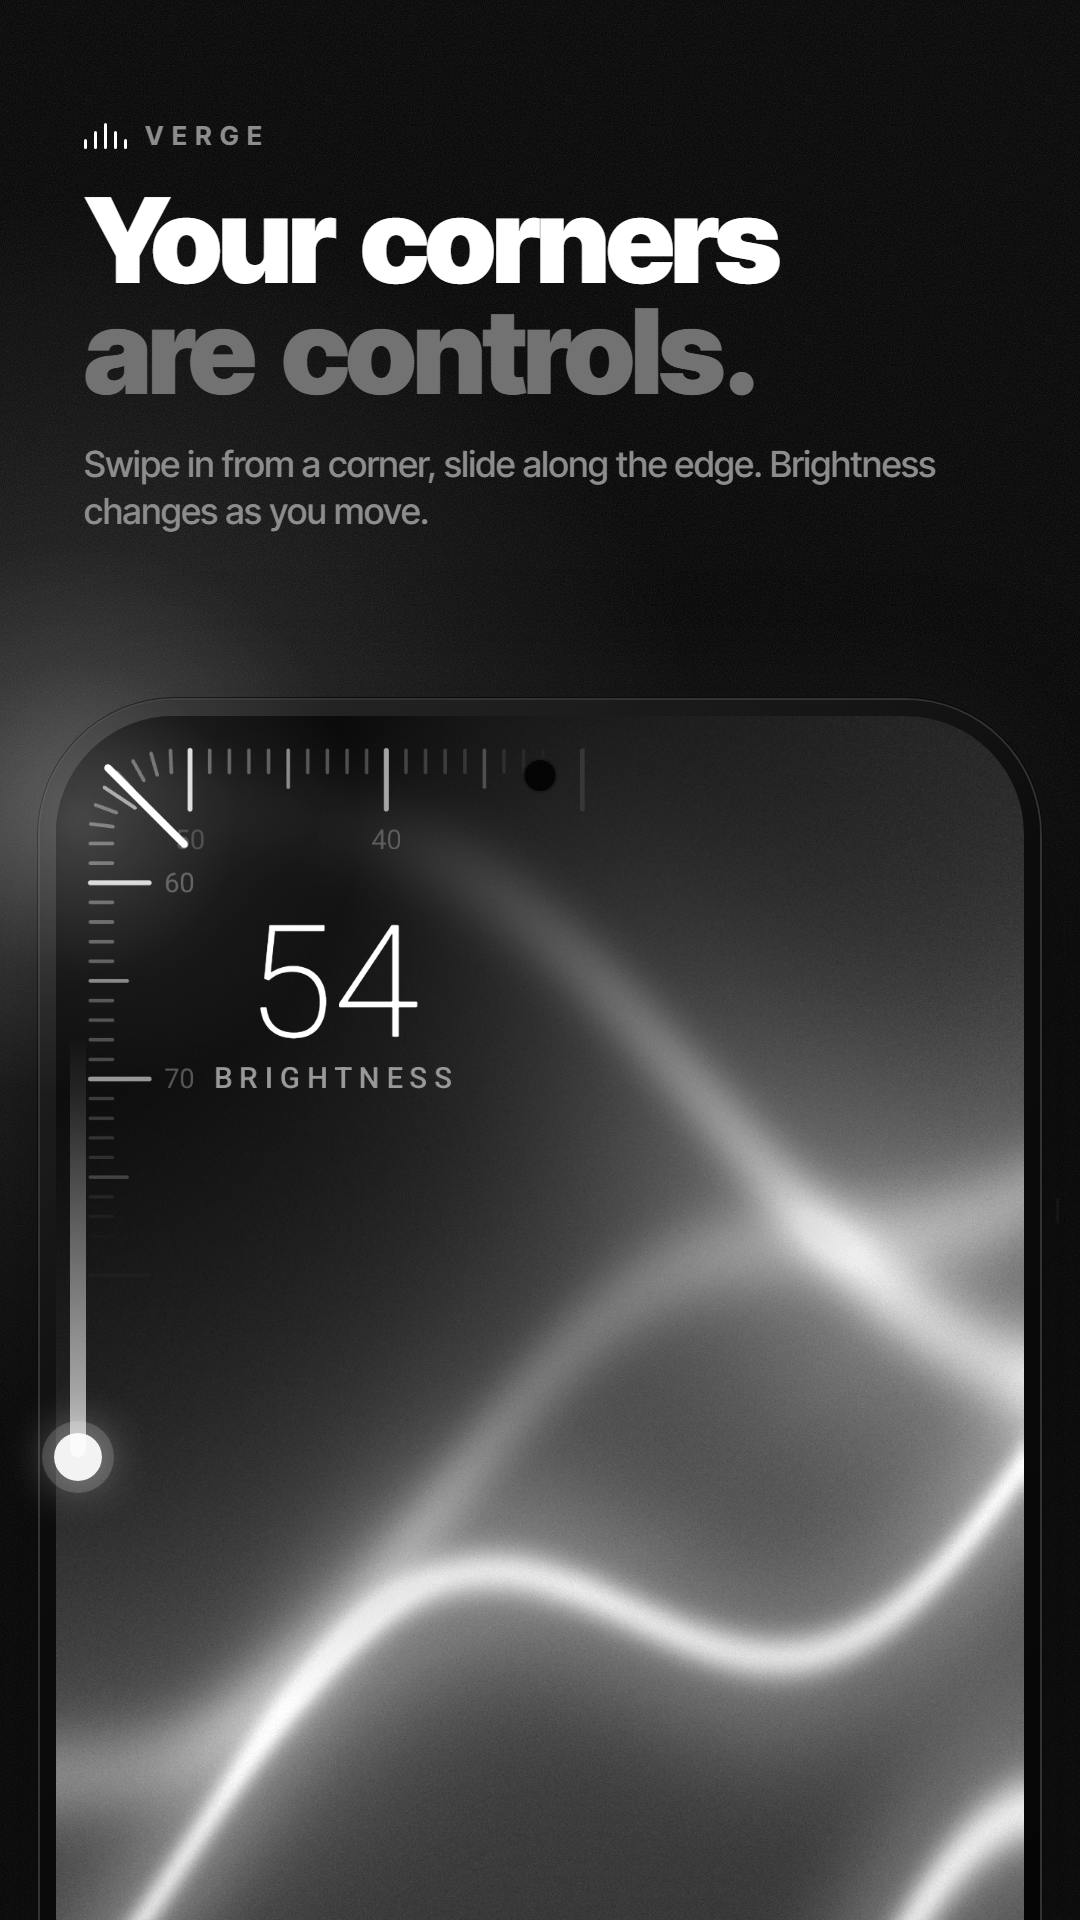 VERGE
Your corners
are controls.
Swipe in from a corner, slide along the edge. Brightness
changes as you move.
50
40
60
54
70
BRIGHTNESS